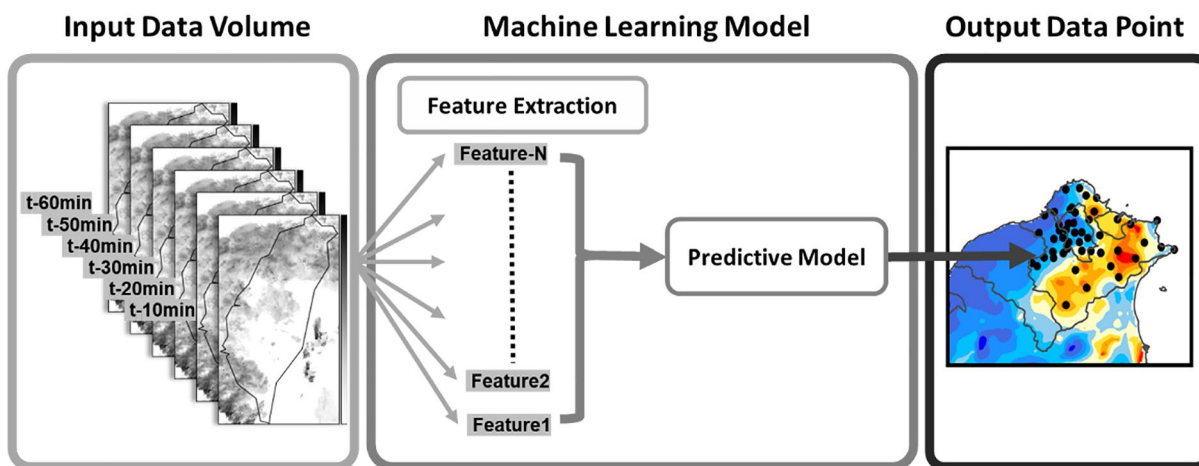 Input Data Volume
Machine Learning Model
Output Data Point
t-60min
t-50min
t-40min
t-30min
t-20min
t-10min
Feature Extraction
Feature-N
Feature2
Feature1
Predictive Model